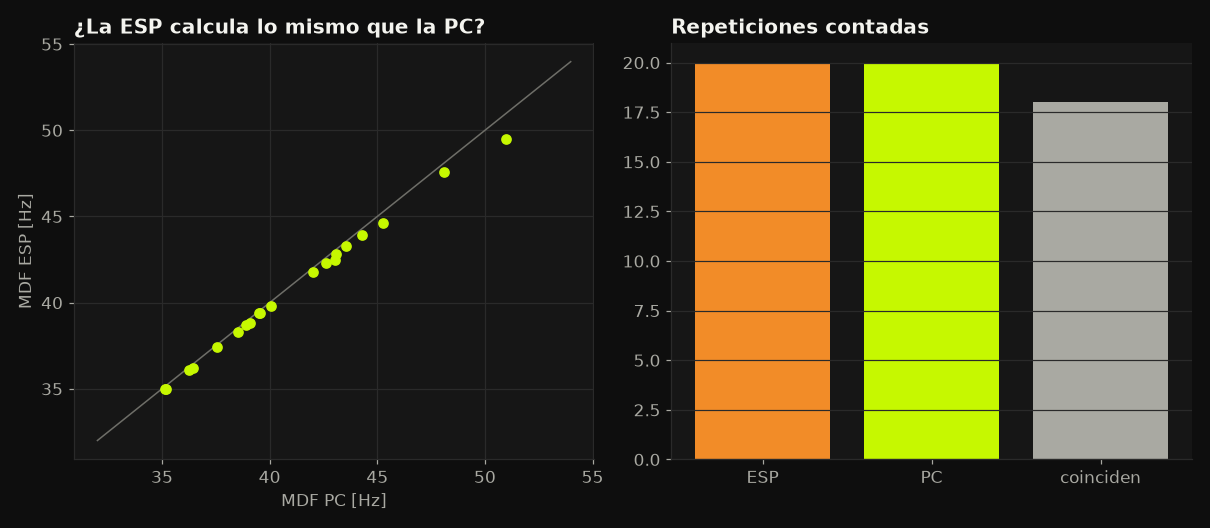 ¿La ESP calcula lo mismo que la PC?
55
50
45
40
35
MDF ESP [Hz]
35 40 45 50 55
MDF PC [Hz]
Repeticiones contadas
20.0
17.5
15.0
12.5
10.0
7.5
5.0
2.5
0.0
ESP PC coinciden